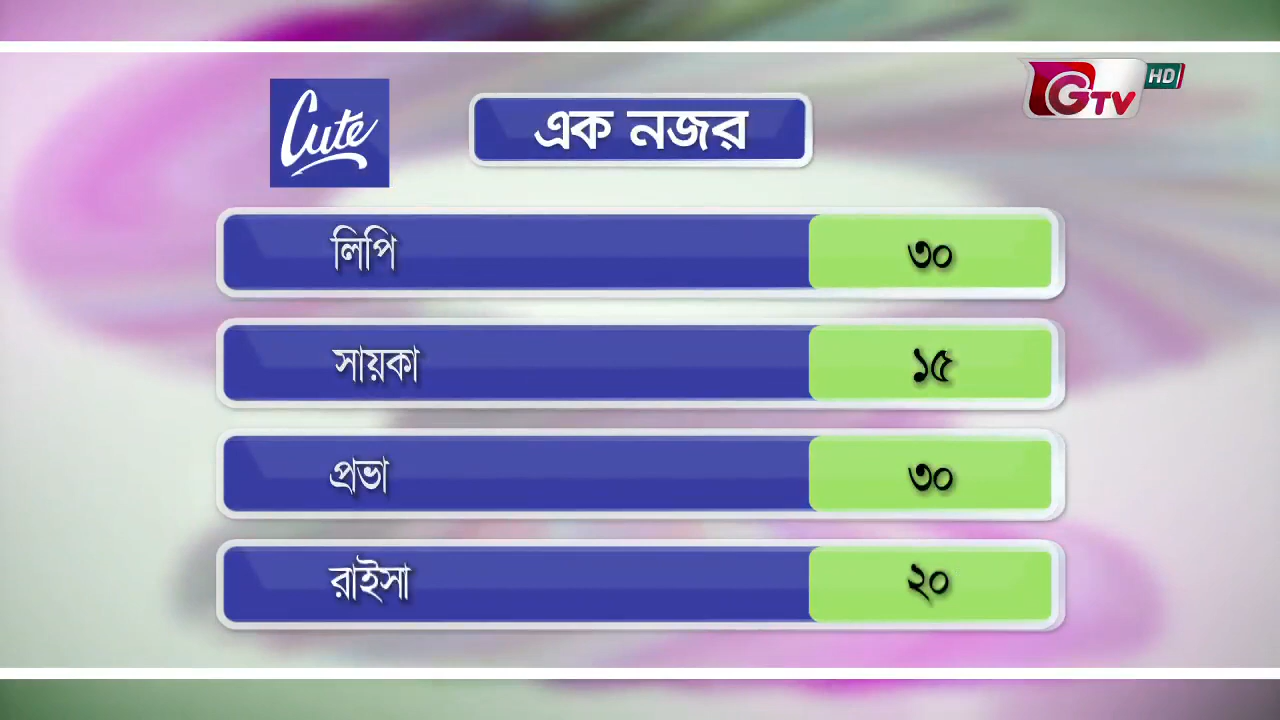 Cute
এক নজর
GTV HD
লিপি ৩০
সায়কা ১৫
প্রভা ৩০
রাইসা ২০